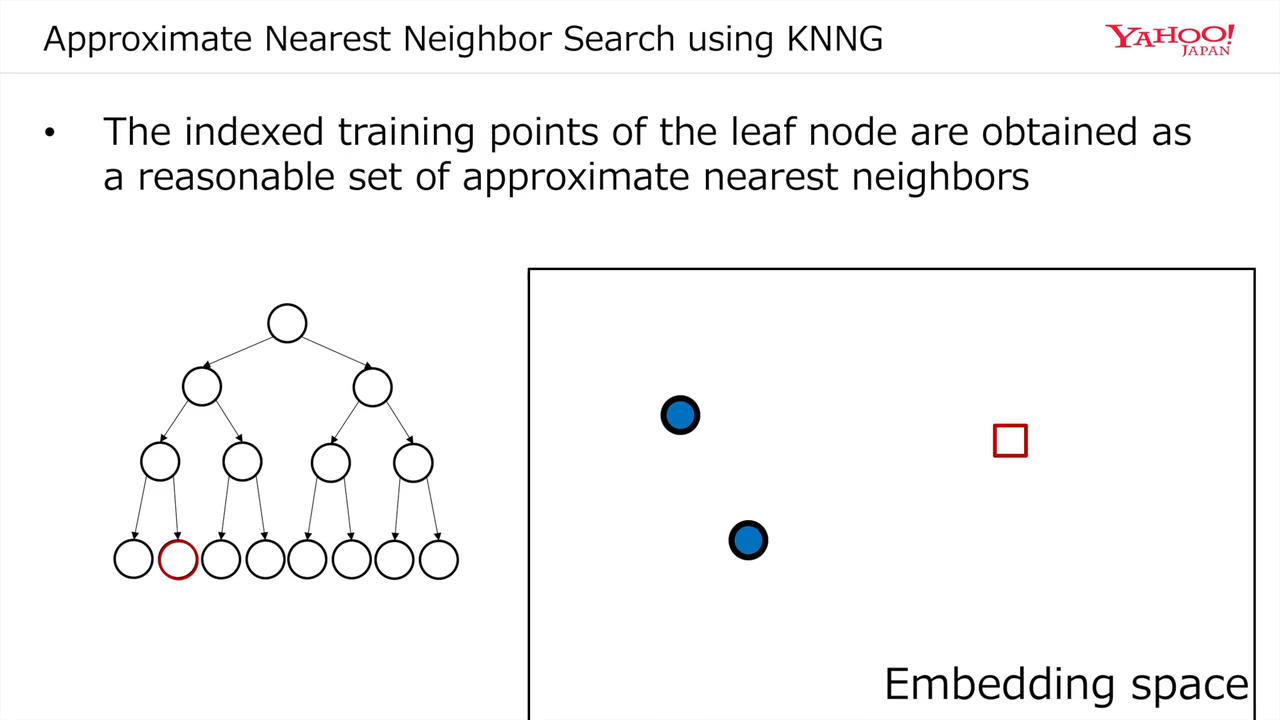 Approximate Nearest Neighbor Search using KNNG
YAHOO!
JAPAN
• The indexed training points of the leaf node are obtained as
a reasonable set of approximate nearest neighbors
Embedding space